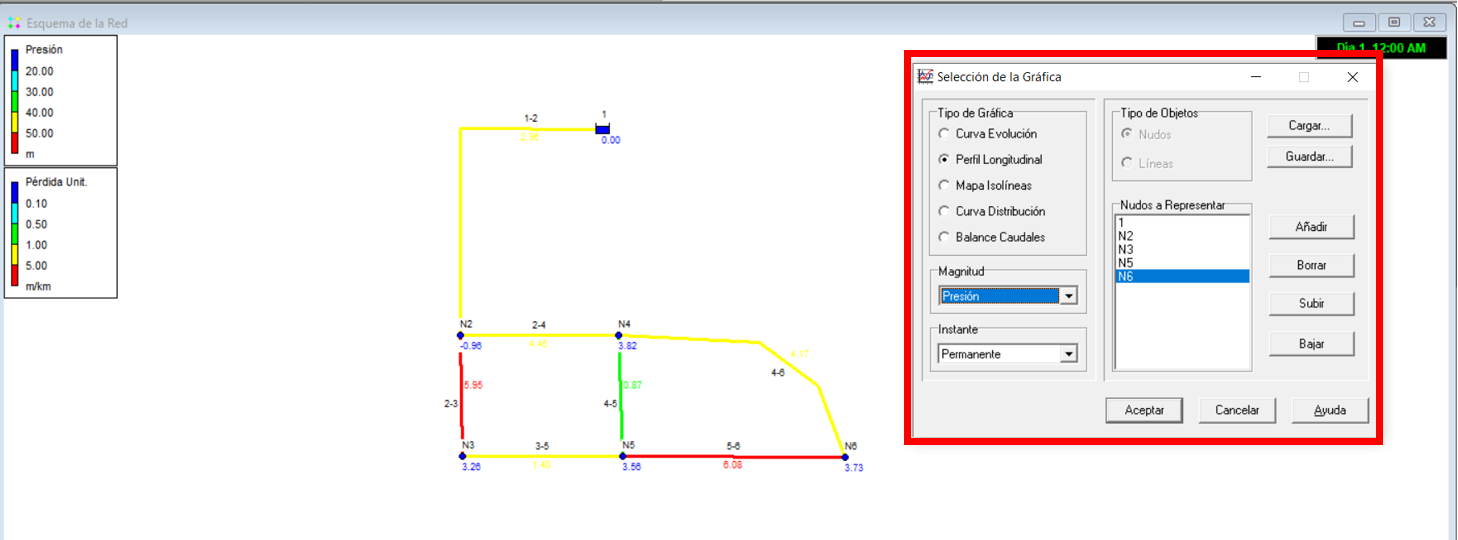 Esquema de la Red
Presión
20.00
30.00
40.00
50.00
m
Pérdida Unit.
0.10
0.50
1.00
5.00
m/km
Dia 1, 12:00 AM
1-2
1
2.96
0.00
N2
2-4
N4
-0.96
4.45
3.82
4.17
4-6
5.95
0.87
2-3
4-5
N3
3-5
N5
5-6
N6
3.26
1.40
3.56
6.08
3.73
Selección de la Gráfica
Tipo de Gráfica
Curva Evolución
Perfil Longitudinal
Mapa Isolíneas
Curva Distribución
Balance Caudales
Magnitud
Presión
Instante
Permanente
Tipo de Objetos
Nudos
Líneas
Nudos a Representar
1
N2
N3
N5
N6
Cargar...
Guardar...
Añadir
Borrar
Subir
Bajar
Aceptar
Cancelar
Ayuda